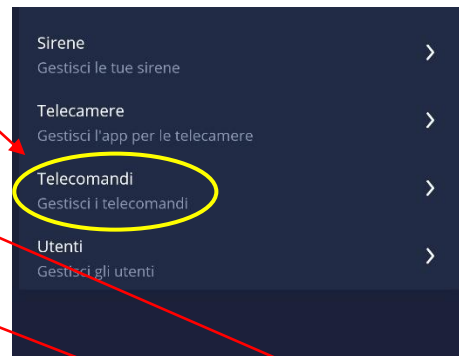 Sirene
Gestisci le tue sirene
Telecamere
Gestisci l'app per le telecamere
Telecomandi
Gestisci i telecomandi
Utenti
Gestisci gli utenti